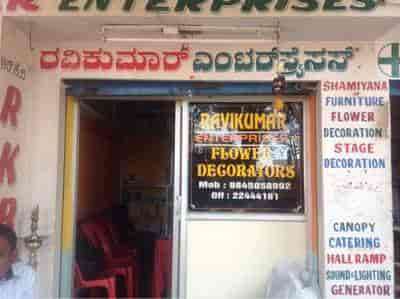 ENTERPRISES
ರವಿಕುಮಾರ್ ಎಂಟರ್‌ಪ್ರೈಸಸ್
RAVIKUMAR
ENTERPRISES
FLOWER
DECORATORS
Mob : 9845058992
Off : 22444181
SHAMIYANA
FURNITURE
FLOWER
DECORATION
STAGE
DECORATION
CANOPY
CATERING
HALL RAMP
SOUND & LIGHTING
GENERATOR
R
K
R